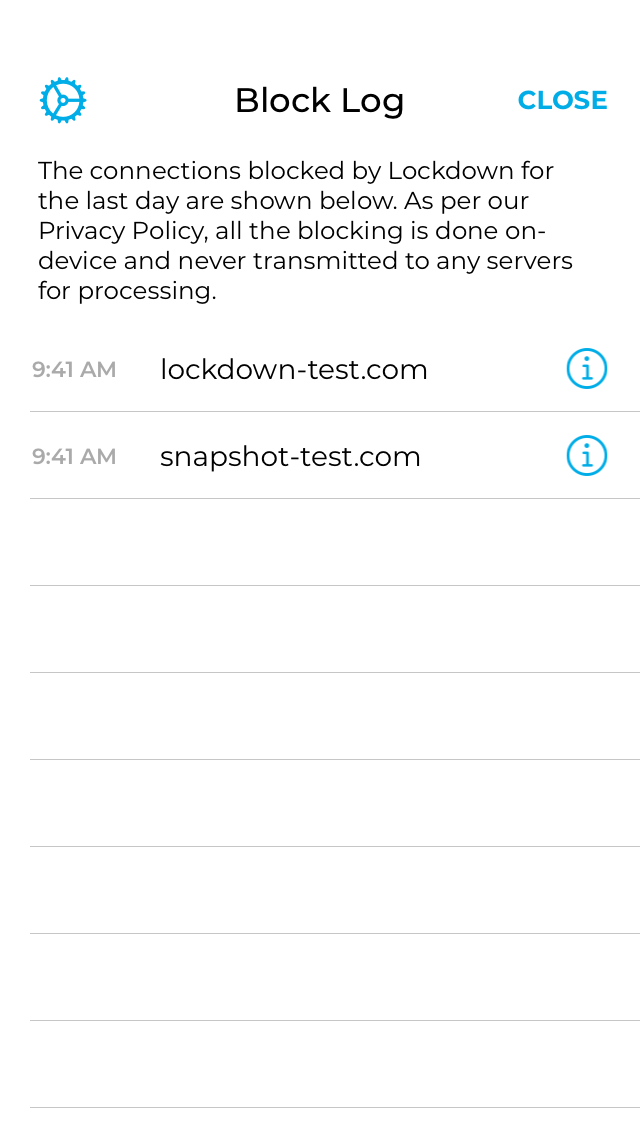 Block Log
CLOSE
The connections blocked by Lockdown for
the last day are shown below. As per our
Privacy Policy, all the blocking is done on-
device and never transmitted to any servers
for processing.
9:41 AM lockdown-test.com
9:41 AM snapshot-test.com